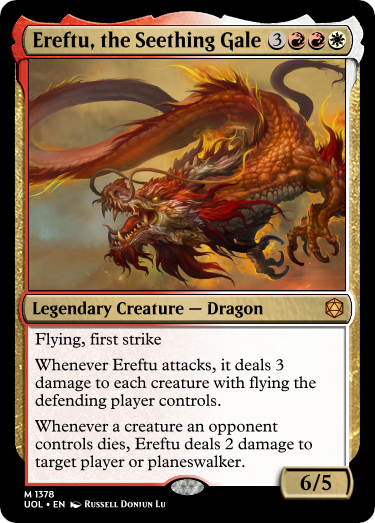 Ereftu, the Seething Gale 3
Legendary Creature — Dragon
Flying, first strike
Whenever Ereftu attacks, it deals 3
damage to each creature with flying the
defending player controls.
Whenever a creature an opponent
controls dies, Ereftu deals 2 damage to
target player or planeswalker.
6/5
M 1378
UOL • EN Russell Dongun Lu